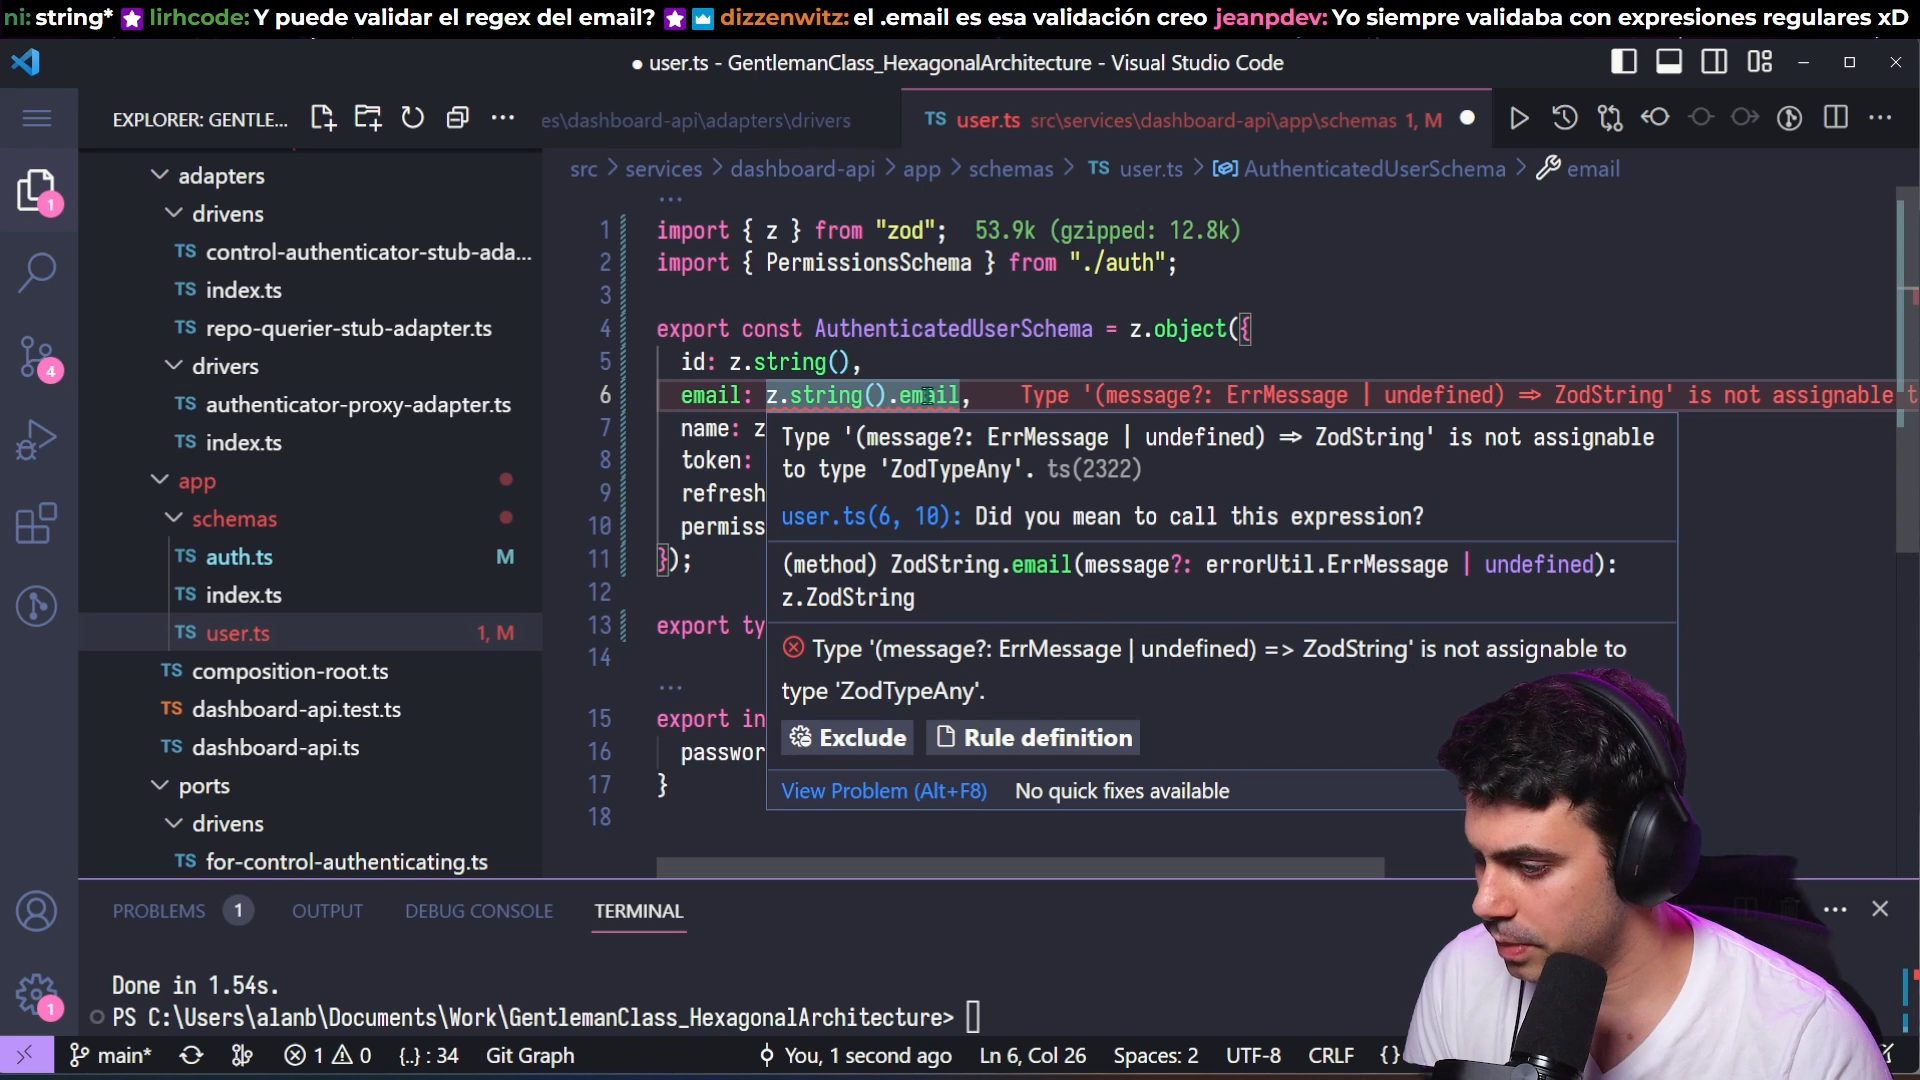 ni: string* lirhcode: Y puede validar el regex del email? dizzenwitz: el .email es esa validación creo jeanpdev: Yo siempre validaba con expresiones regulares xD
user.ts - GentlemanClass_HexagonalArchitecture - Visual Studio Code
EXPLORER: GENTLE...
es\dashboard-api\adapters\drivers
TS user.ts src\services\dashboard-api\app\schemas 1, M
src > services > dashboard-api > app > schemas > TS user.ts > AuthenticatedUserSchema > email
adapters
drivens
TS control-authenticator-stub-ada...
TS index.ts
TS repo-querier-stub-adapter.ts
drivers
TS authenticator-proxy-adapter.ts
TS index.ts
app
schemas
TS auth.ts M
TS index.ts
TS user.ts 1, M
TS composition-root.ts
TS dashboard-api.test.ts
TS dashboard-api.ts
ports
drivens
TS for-control-authenticating.ts
1
4
1
1 import { z } from "zod"; 53.9k (gzipped: 12.8k)
2 import { PermissionsSchema } from "./auth";
3
4 export const AuthenticatedUserSchema = z.object({
5 id: z.string(),
6 email: z.string().email, Type '(message?: ErrMessage | undefined) => ZodString' is not assignable t
7 name: z
8 token:
9 refresh
10 permiss
11 });
12
13 export ty
14
15 export in
16 passwor
17 }
18
Type '(message?: ErrMessage | undefined) => ZodString' is not assignable
to type 'ZodTypeAny'. ts(2322)
user.ts(6, 10): Did you mean to call this expression?
(method) ZodString.email(message?: errorUtil.ErrMessage | undefined):
z.ZodString
Type '(message?: ErrMessage | undefined) => ZodString' is not assignable to
type 'ZodTypeAny'.
Exclude Rule definition
View Problem (Alt+F8) No quick fixes available
PROBLEMS 1 OUTPUT DEBUG CONSOLE TERMINAL
Done in 1.54s.
PS C:\Users\alanb\Documents\Work\GentlemanClass_HexagonalArchitecture>
main* 1 0 {..} : 34 Git Graph You, 1 second ago Ln 6, Col 26 Spaces: 2 UTF-8 CRLF {}